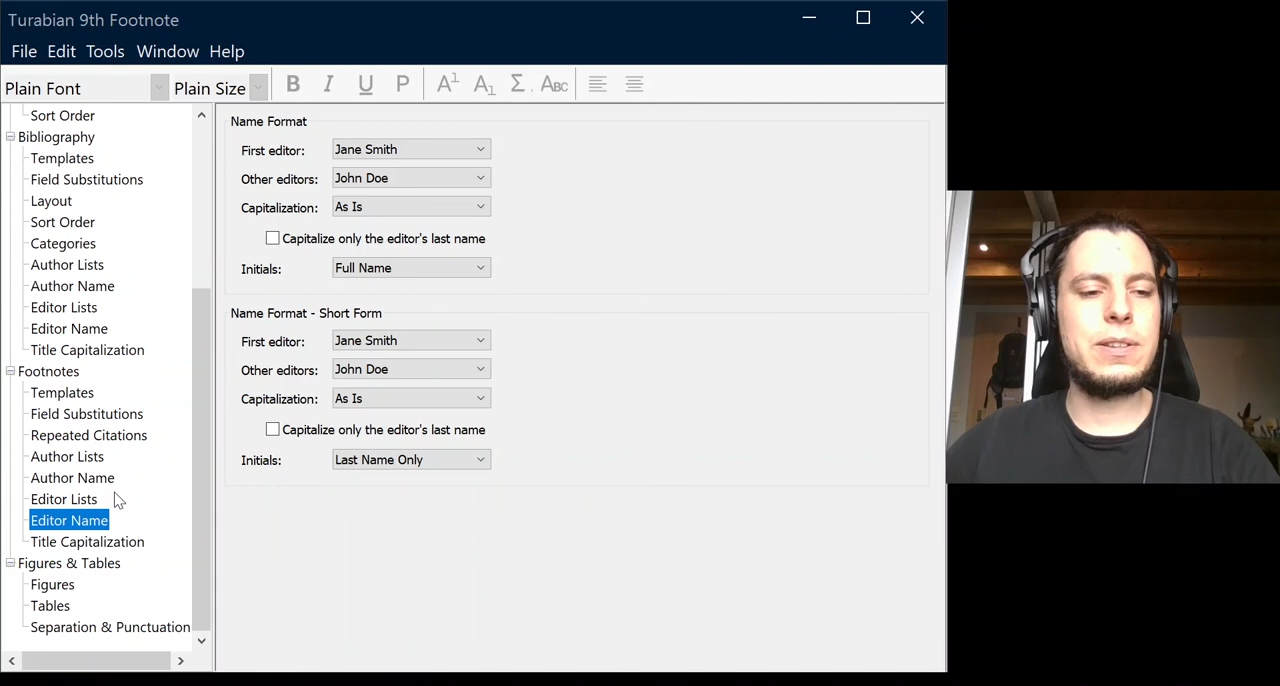 Turabian 9th Footnote
File Edit Tools Window Help
Plain Font Plain Size B I U P A1 A1 Σ. ABC
Sort Order
Bibliography
Templates
Field Substitutions
Layout
Sort Order
Categories
Author Lists
Author Name
Editor Lists
Editor Name
Title Capitalization
Footnotes
Templates
Field Substitutions
Repeated Citations
Author Lists
Author Name
Editor Lists
Editor Name
Title Capitalization
Figures & Tables
Figures
Tables
Separation & Punctuation
Name Format
First editor: Jane Smith
Other editors: John Doe
Capitalization: As Is
Capitalize only the editor's last name
Initials: Full Name
Name Format - Short Form
First editor: Jane Smith
Other editors: John Doe
Capitalization: As Is
Capitalize only the editor's last name
Initials: Last Name Only